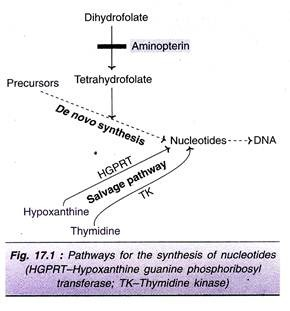 Dihydrofolate
Aminopterin
Tetrahydrofolate
Precursors
De novo synthesis
Nucleotides
DNA
HGPRT
Salvage pathway
TK
Hypoxanthine
Thymidine
Fig. 17.1 : Pathways for the synthesis of nucleotides
(HGPRT–Hypoxanthine guanine phosphoribosyl
transferase; TK–Thymidine kinase)